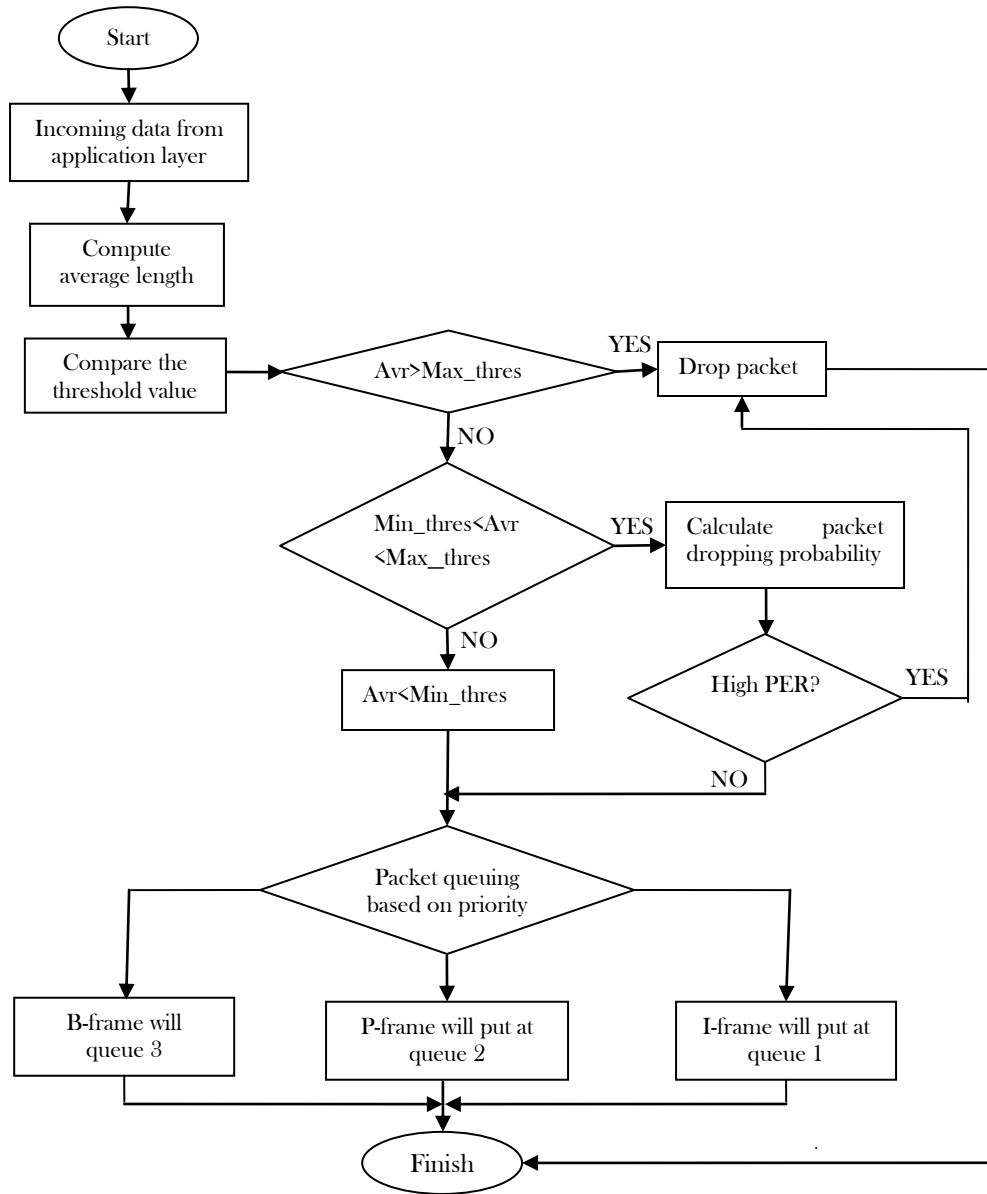 Start
Incoming data from
application layer
Compute
average length
Compare the
threshold value
Avr>Max_thres
YES
Drop packet
NO
Min_thres<Avr
<Max_thres
YES
Calculate packet
dropping probability
NO
Avr<Min_thres
High PER?
YES
NO
Packet queuing
based on priority
B-frame will
queue 3
P-frame will put at
queue 2
I-frame will put at
queue 1
Finish